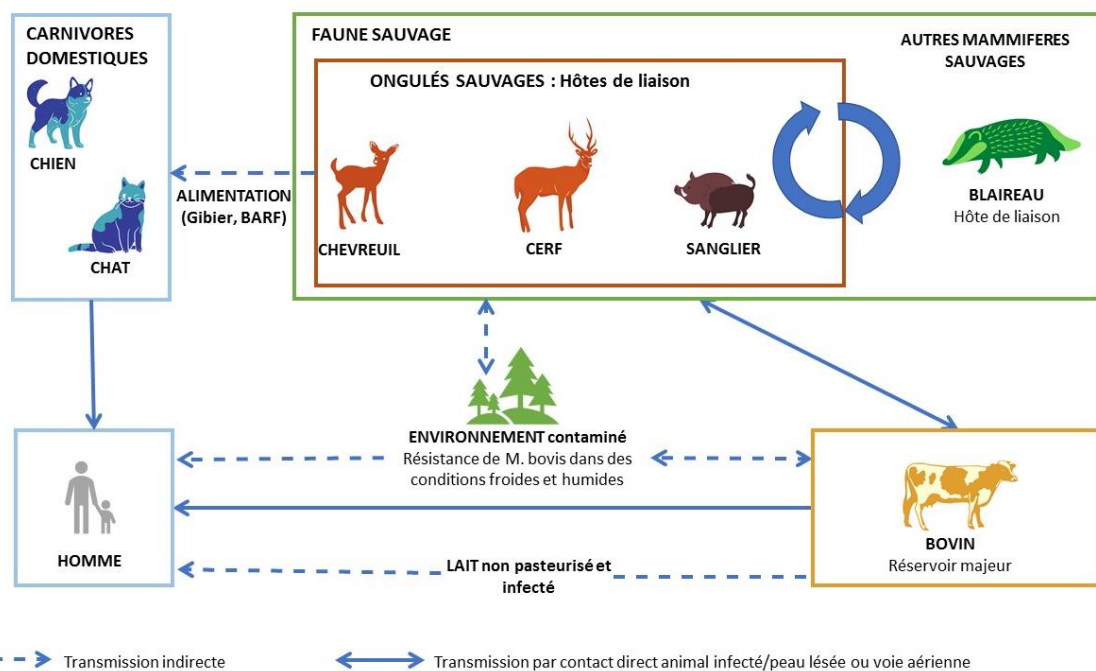 CARNIVORES
DOMESTIQUES
CHIEN
CHAT
ALIMENTATION
(Gibier, BARF)
FAUNE SAUVAGE
ONGULÉS SAUVAGES : Hôtes de liaison
CHEVREUIL
CERF
SANGLIER
AUTRES MAMMIFERES
SAUVAGES
BLAIREAU
Hôte de liaison
ENVIRONNEMENT contaminé
Résistance de M. bovis dans des
conditions froides et humides
HOMME
LAIT non pasteurisé et
infecté
BOVIN
Réservoir majeur
Transmission indirecte
Transmission par contact direct animal infecté/peau lésée ou voie aérienne